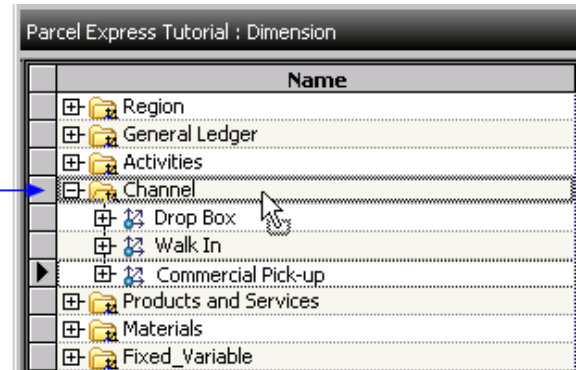 Parcel Express Tutorial : Dimension
Name
Region
General Ledger
Activities
Channel
Drop Box
Walk In
Commercial Pick-up
Products and Services
Materials
Fixed_Variable